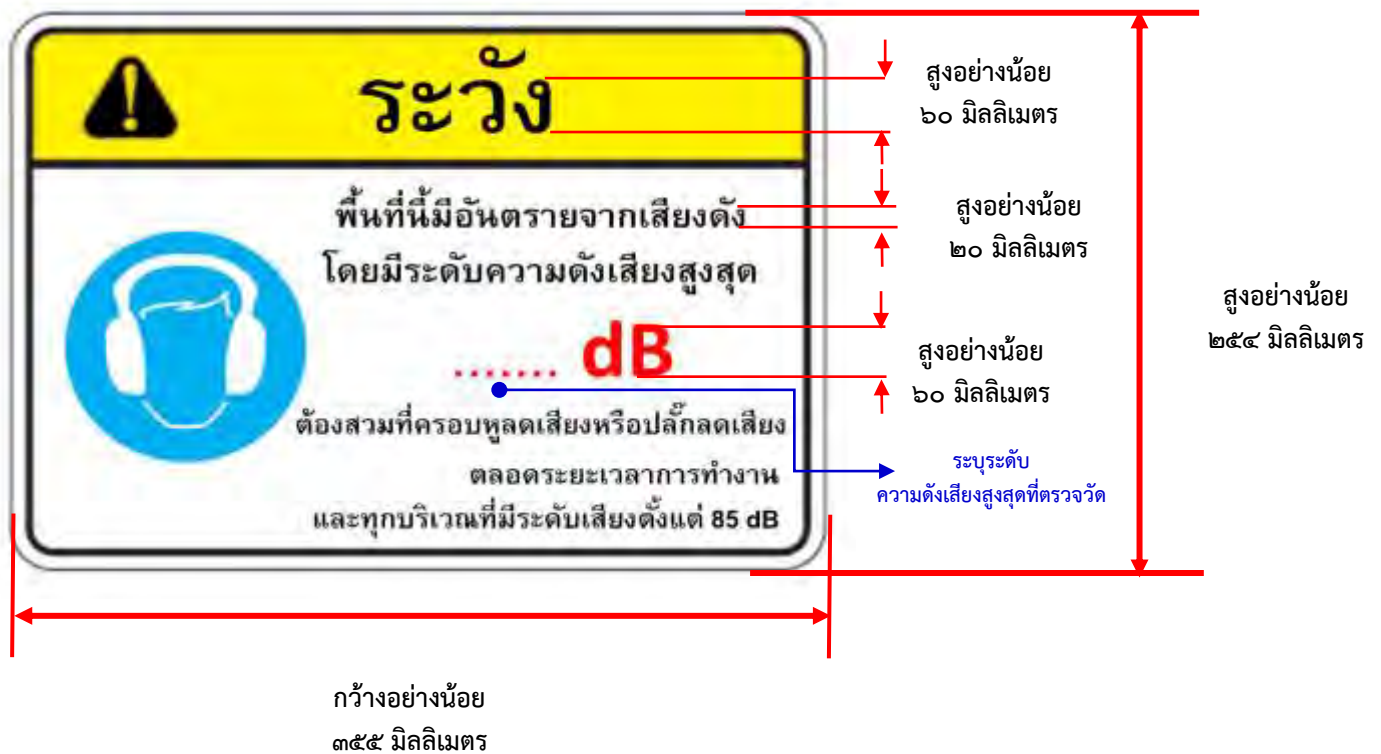 ระวัง
พื้นที่นี้มีอันตรายจากเสียงดัง
โดยมีระดับความดังเสียงสูงสุด
....... dB
ต้องสวมที่ครอบหูลดเสียงหรือปลั๊กลดเสียง
ตลอดระยะเวลาการทำงาน
และทุกบริเวณที่มีระดับเสียงตั้งแต่ 85 dB
สูงอย่างน้อย
๖๐ มิลลิเมตร
สูงอย่างน้อย
๒๐ มิลลิเมตร
สูงอย่างน้อย
๖๐ มิลลิเมตร
ระบุระดับ
ความดังเสียงสูงสุดที่ตรวจวัด
สูงอย่างน้อย
๒๕๔ มิลลิเมตร
กว้างอย่างน้อย
๓๕๕ มิลลิเมตร